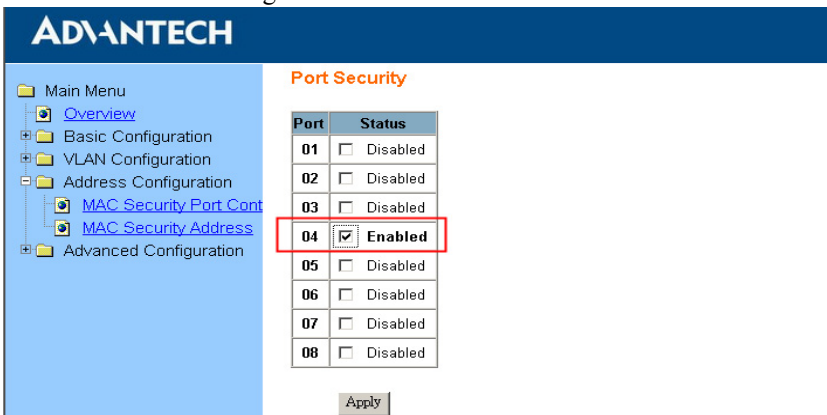 ADVANTECH
Main Menu
Overview
Basic Configuration
VLAN Configuration
Address Configuration
MAC Security Port Cont
MAC Security Address
Advanced Configuration
Port Security
Port Status
01 Disabled
02 Disabled
03 Disabled
04 Enabled
05 Disabled
06 Disabled
07 Disabled
08 Disabled
Apply